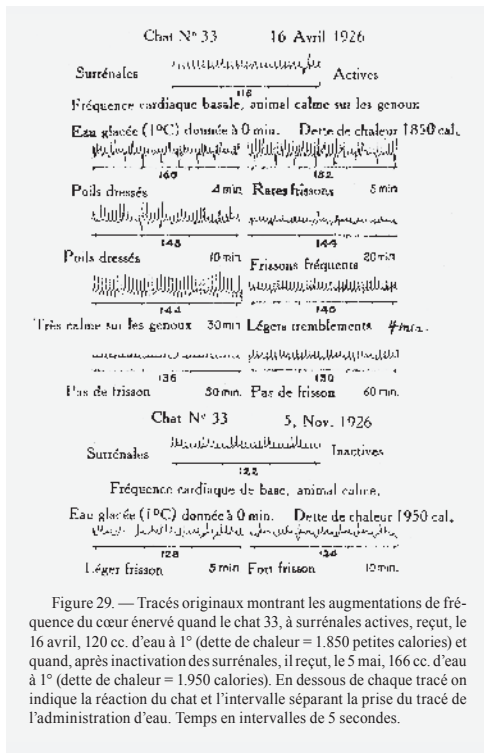 Chat Nº 33 16 Avril 1926
Surrénales Actives
118
Fréquence cardiaque basale, animal calme sur les genoux
Eau glacée (1ºC) donnée à 0 min. Dette de chaleur 1850 cal.
160 152
Poils dressés 4 min. Rares frissons 5 min
148 144
Poils dressés 10 min Frissons fréquents 20 min
144 140
Très calme sur les genoux 30 min Légers tremblements 4 min.
136 130
Pas de frisson 50 min. Pas de frisson 60 min.
Chat Nº 33 5, Nov. 1926
Surrénales Inactives
122
Fréquence cardiaque de base, animal calme.
Eau glacée (1ºC) donnée à 0 min. Dette de chaleur 1950 cal.
128 134
Léger frisson 5 min Fort frisson 10 min.
Figure 29. — Tracés originaux montrant les augmentations de fré-
quence du cœur énervé quand le chat 33, à surrénales actives, reçut, le
16 avril, 120 cc. d'eau à 1° (dette de chaleur = 1.850 petites calories) et
quand, après inactivation des surrénales, il reçut, le 5 mai, 166 cc. d'eau
à 1° (dette de chaleur = 1.950 calories). En dessous de chaque tracé on
indique la réaction du chat et l'intervalle séparant la prise du tracé de
l'administration d'eau. Temps en intervalles de 5 secondes.